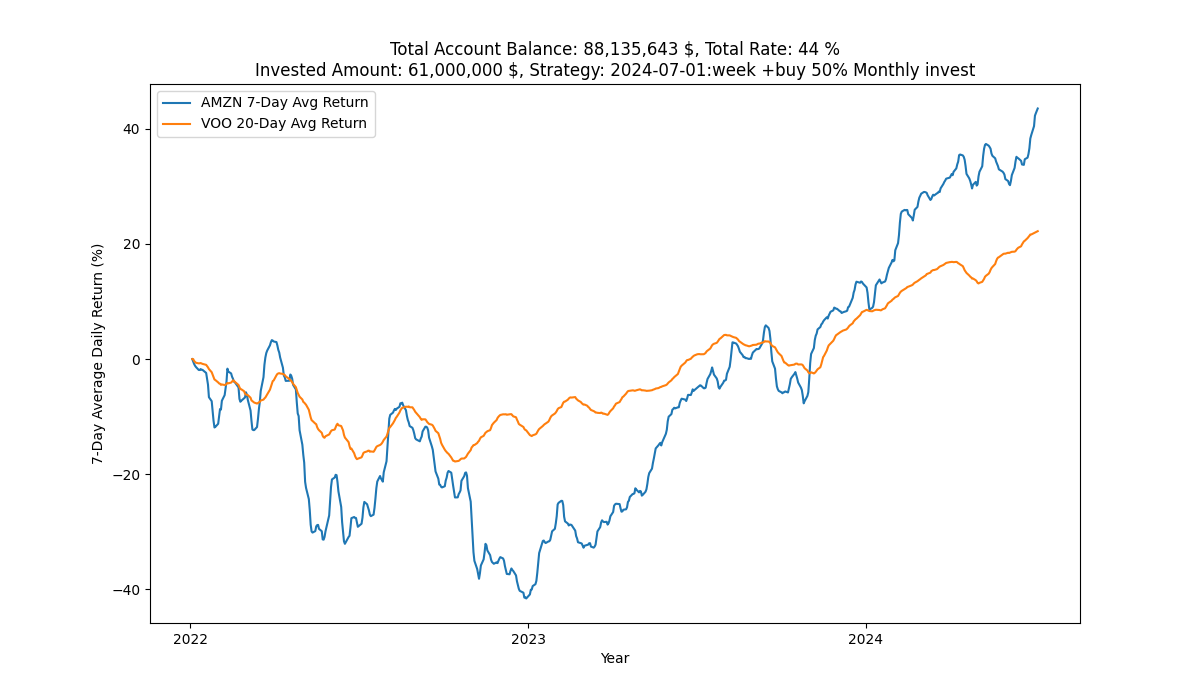 Total Account Balance: 88,135,643 $, Total Rate: 44 %
Invested Amount: 61,000,000 $, Strategy: 2024-07-01:week +buy 50% Monthly invest
AMZN 7-Day Avg Return
VOO 20-Day Avg Return
7-Day Average Daily Return (%)
40
20
0
−20
−40
2022
2023
2024
Year